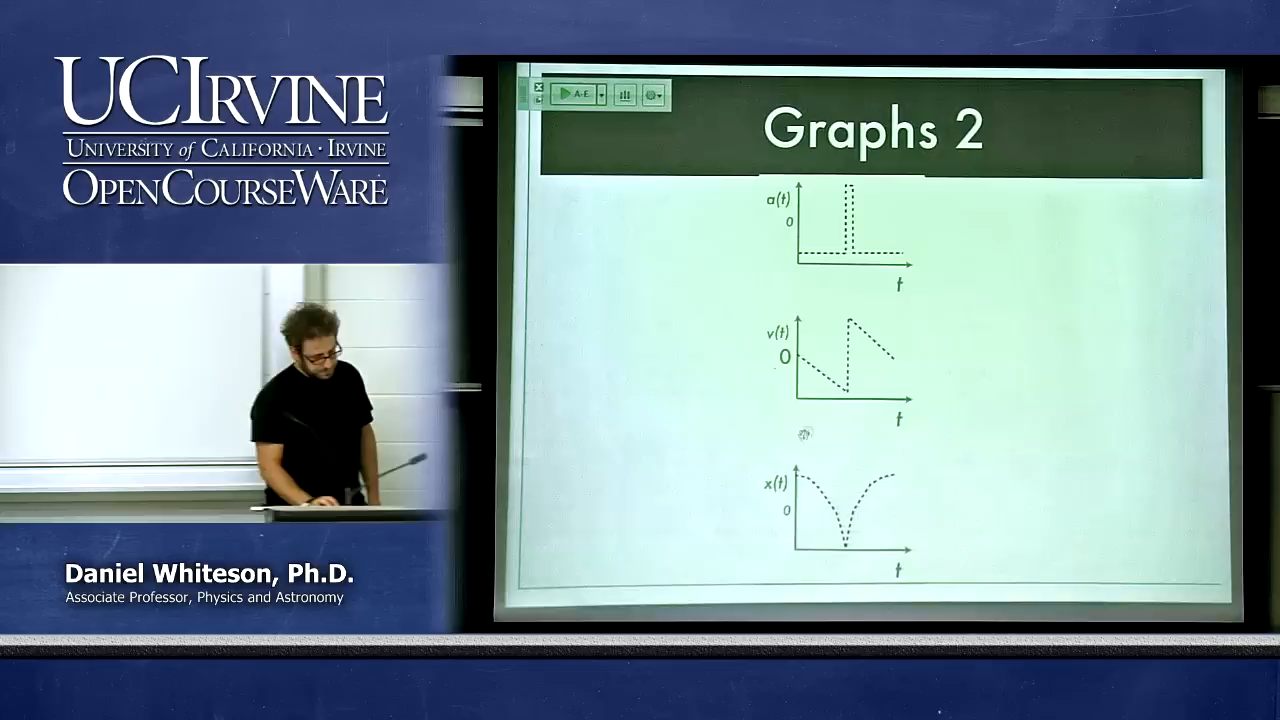 UCIRVINE
UNIVERSITY of CALIFORNIA · IRVINE
OPENCOURSEWARE
Daniel Whiteson, Ph.D.
Associate Professor, Physics and Astronomy
A-E
Graphs 2
a(t)
0
t
v(t)
0
t
x(t)
0
t